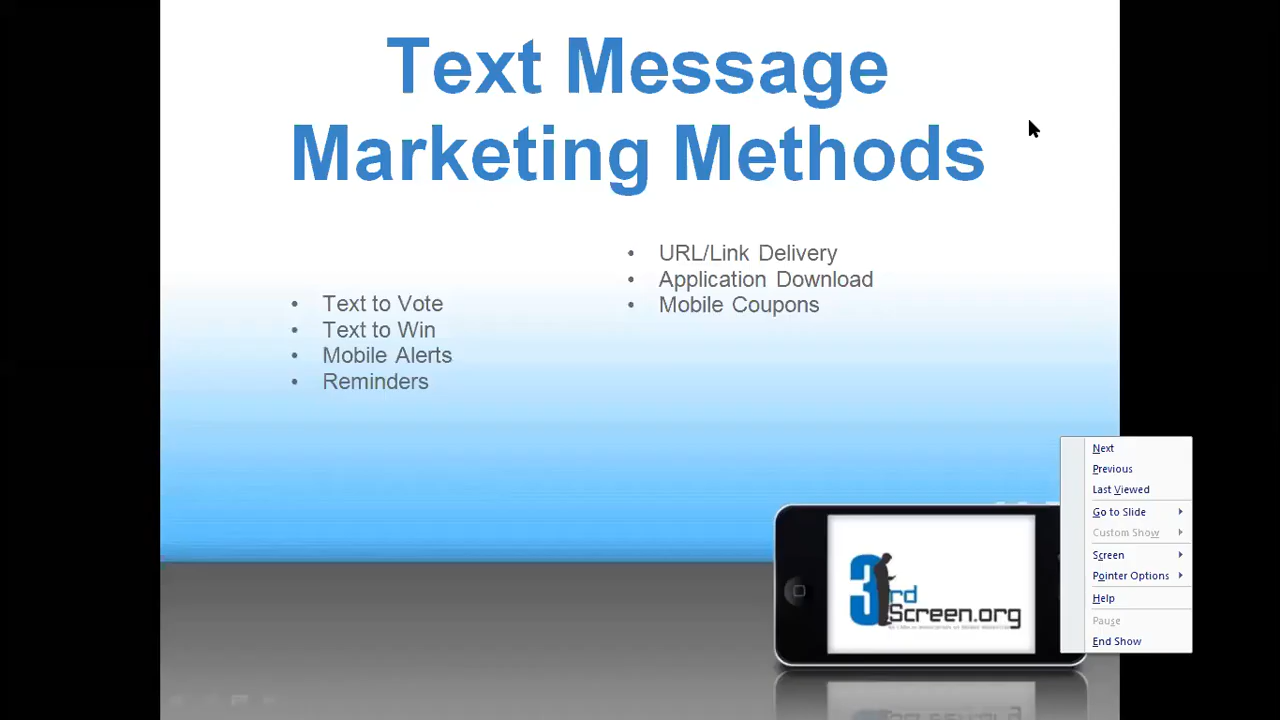 Text Message
Marketing Methods
• Text to Vote
• Text to Win
• Mobile Alerts
• Reminders
• URL/Link Delivery
• Application Download
• Mobile Coupons
3rd
Screen.org
Next
Previous
Last Viewed
Go to Slide
Custom Show
Screen
Pointer Options
Help
Pause
End Show